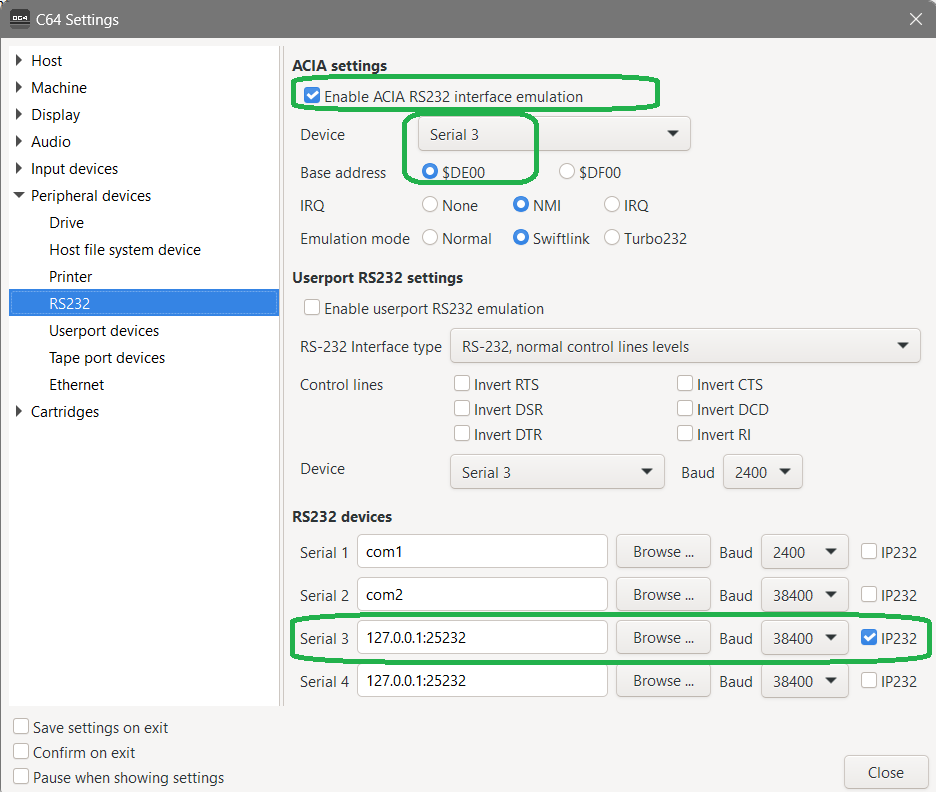 C64 Settings
Host
Machine
Display
Audio
Input devices
Peripheral devices
Drive
Host file system device
Printer
RS232
Userport devices
Tape port devices
Ethernet
Cartridges
ACIA settings
Enable ACIA RS232 interface emulation
Device Serial 3
Base address $DE00 $DF00
IRQ None NMI IRQ
Emulation mode Normal Swiftlink Turbo232
Userport RS232 settings
Enable userport RS232 emulation
RS-232 Interface type RS-232, normal control lines levels
Control lines Invert RTS Invert CTS
Invert DSR Invert DCD
Invert DTR Invert RI
Device Serial 3 Baud 2400
RS232 devices
Serial 1 com1 Browse ... Baud 2400 IP232
Serial 2 com2 Browse ... Baud 38400 IP232
Serial 3 127.0.0.1:25232 Browse ... Baud 38400 IP232
Serial 4 127.0.0.1:25232 Browse ... Baud 38400 IP232
Save settings on exit
Confirm on exit
Pause when showing settings
Close